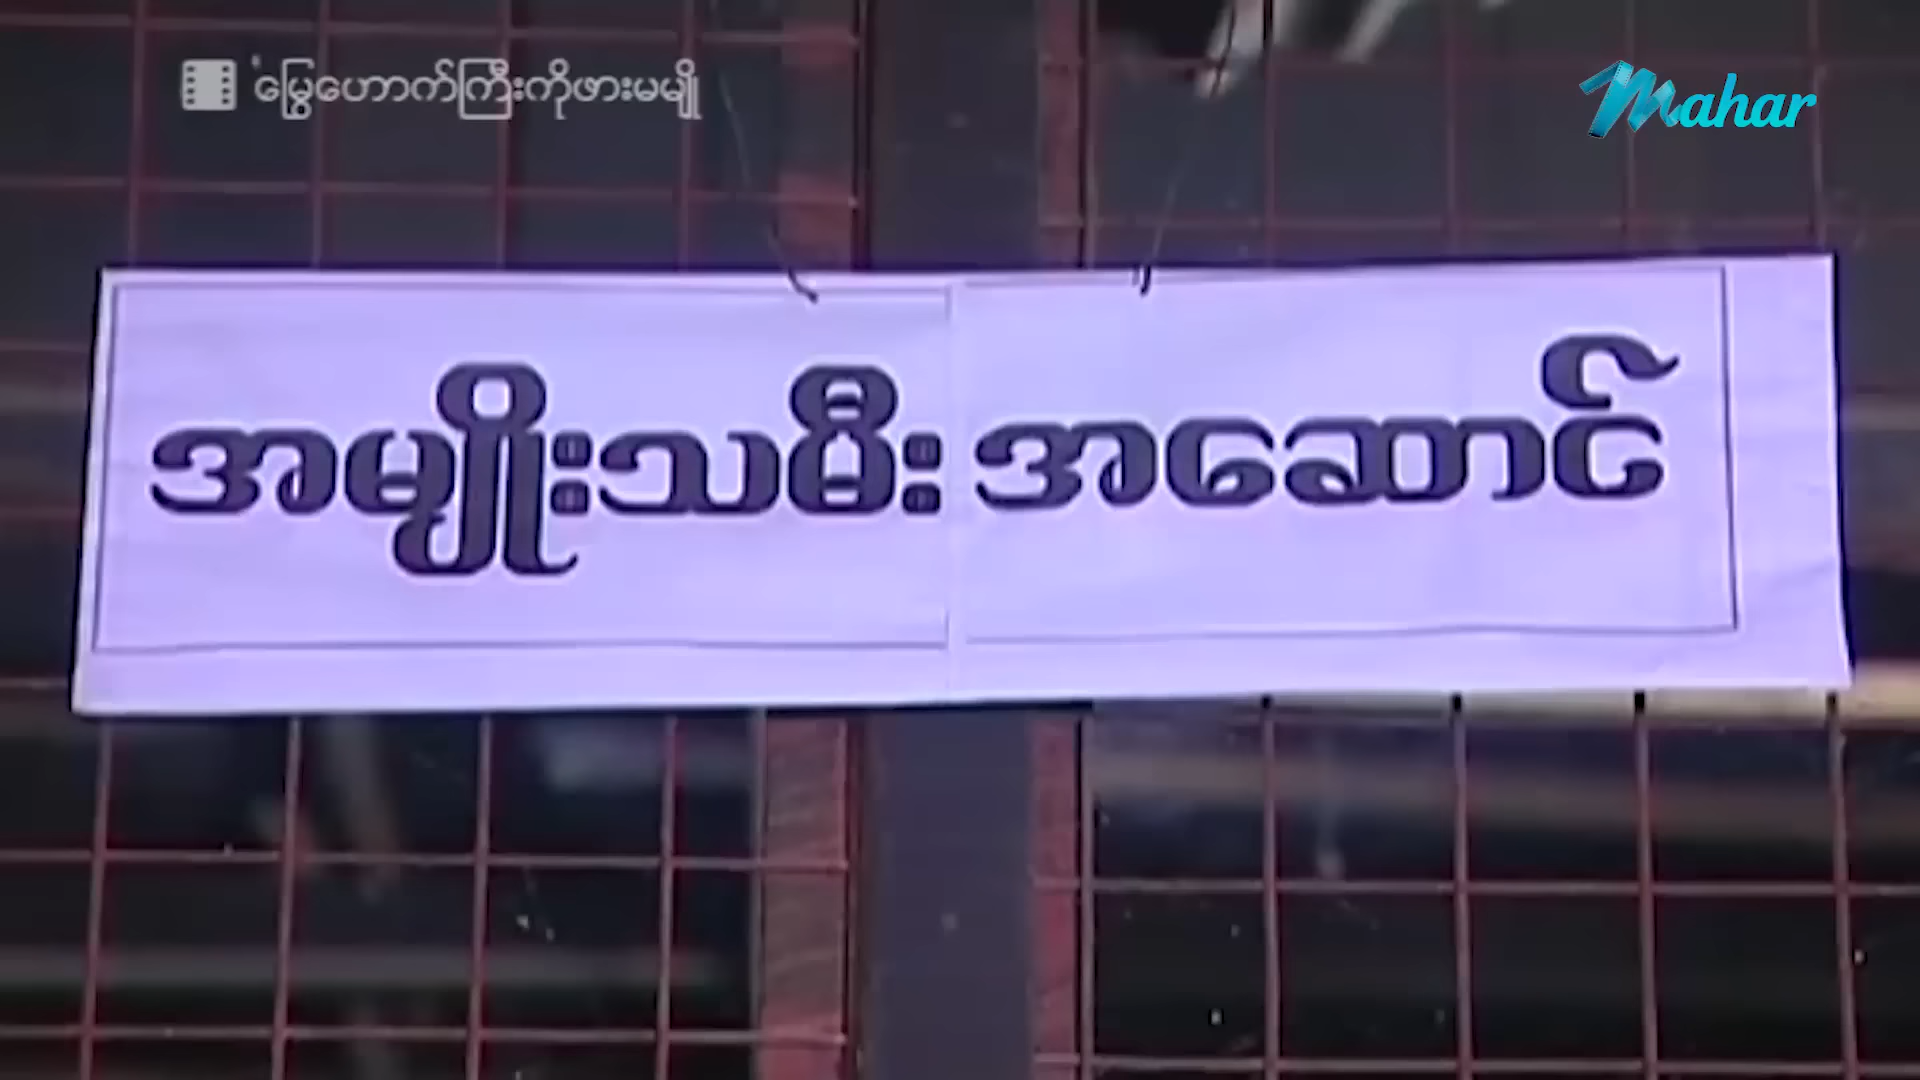 မြွေဟောက်ကြီးကိုဖားမမျို
Mahar
အမျိုးသမီး အဆောင်